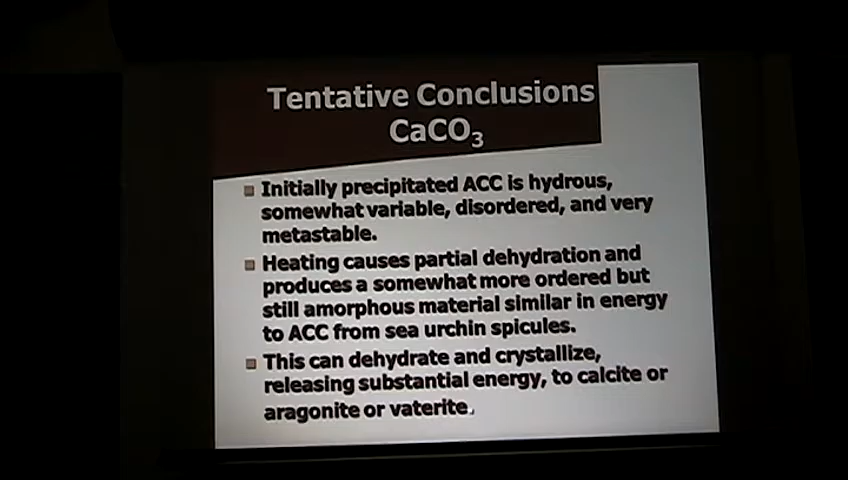 Tentative Conclusions
CaCO3
Initially precipitated ACC is hydrous,
somewhat variable, disordered, and very
metastable.
Heating causes partial dehydration and
produces a somewhat more ordered but
still amorphous material similar in energy
to ACC from sea urchin spicules.
This can dehydrate and crystallize,
releasing substantial energy, to calcite or
aragonite or vaterite.